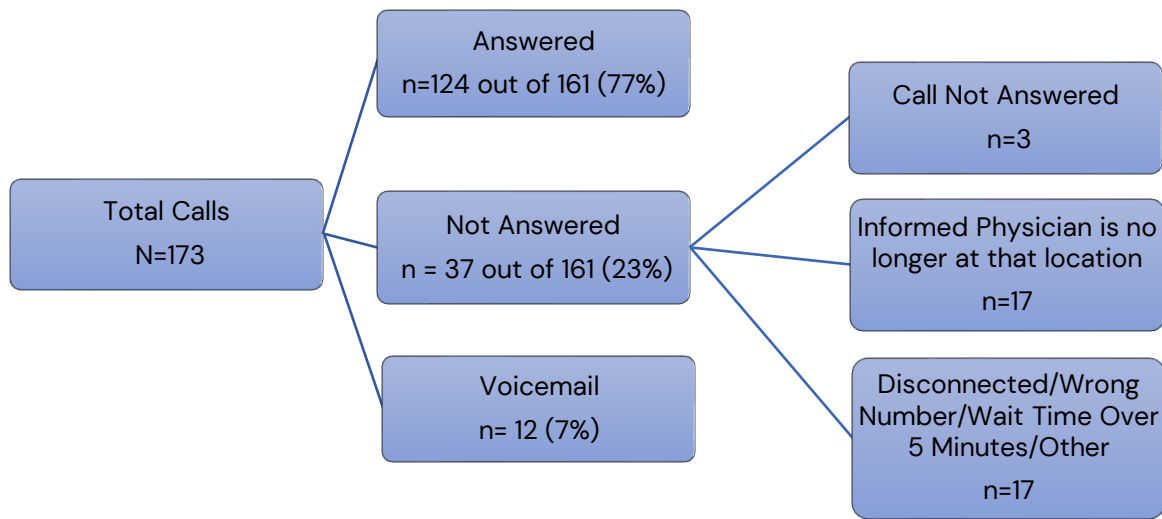 Total Calls
N=173
Answered
n=124 out of 161 (77%)
Not Answered
n = 37 out of 161 (23%)
Voicemail
n= 12 (7%)
Call Not Answered
n=3
Informed Physician is no
longer at that location
n=17
Disconnected/Wrong
Number/Wait Time Over
5 Minutes/Other
n=17